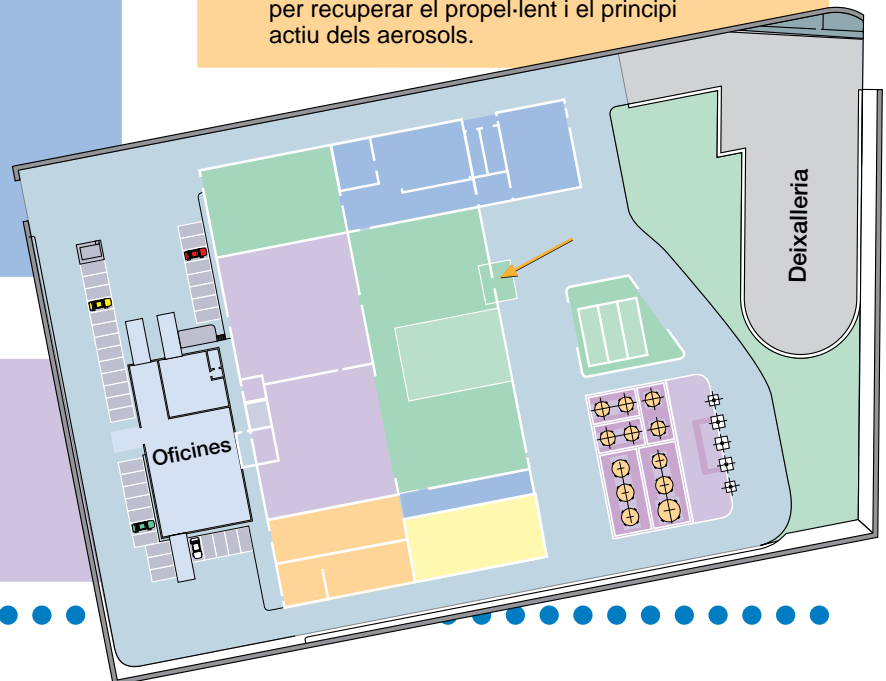 per recuperar el propel·lent i el principi
actiu dels aerosols.
Deixalleria
Oficines